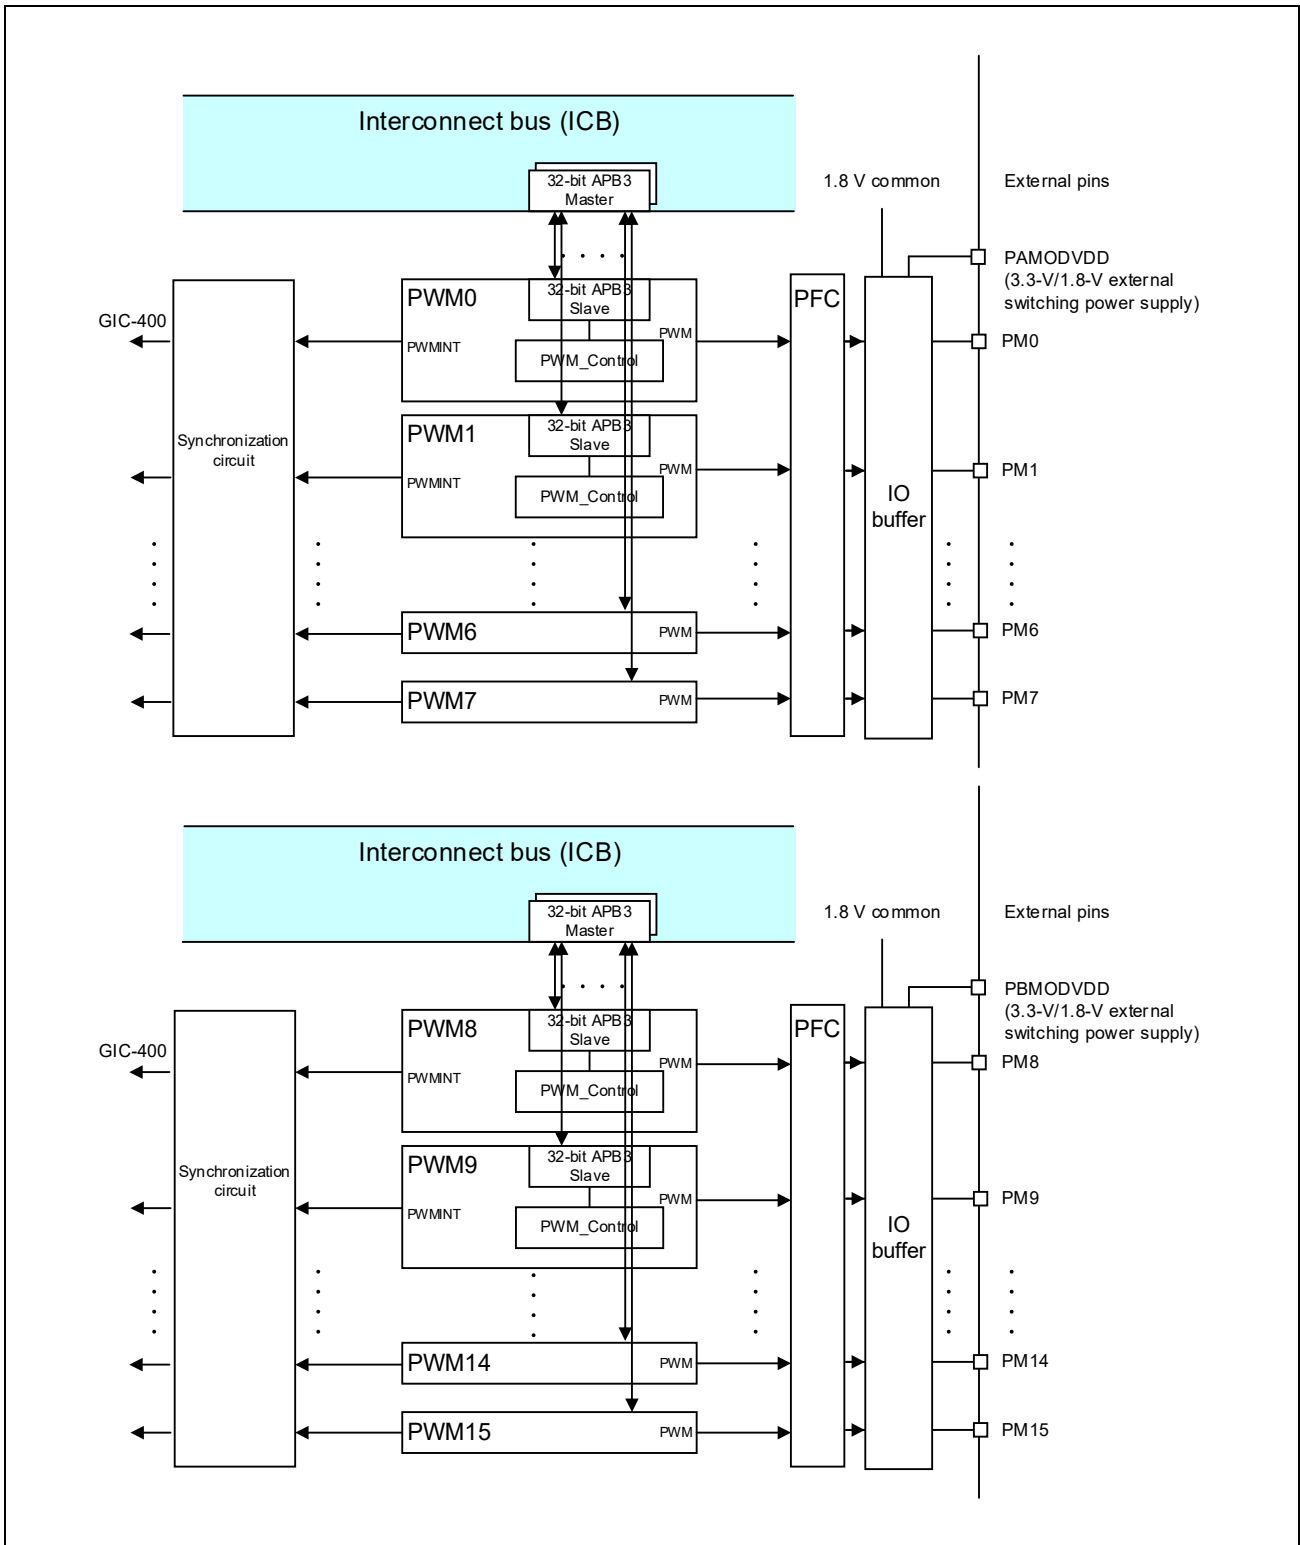 Interconnect bus (ICB)
32-bit APB3
Master
1.8 V common
External pins
PAMODVDD
(3.3-V/1.8-V external
switching power supply)
GIC-400
Synchronization
circuit
PWM0
32-bit APB3
Slave
PWMINT
PWM
PWM_Control
PFC
PM0
PWM1
32-bit APB3
Slave
PWMINT
PWM
PWM_Control
IO
buffer
PM1
PWM6
PWM
PM6
PWM7
PWM
PM7
Interconnect bus (ICB)
32-bit APB3
Master
1.8 V common
External pins
PBMODVDD
(3.3-V/1.8-V external
switching power supply)
GIC-400
Synchronization
circuit
PWM8
32-bit APB3
Slave
PWMINT
PWM
PWM_Control
PFC
PM8
PWM9
32-bit APB3
Slave
PWMINT
PWM
PWM_Control
IO
buffer
PM9
PWM14
PWM
PM14
PWM15
PWM
PM15